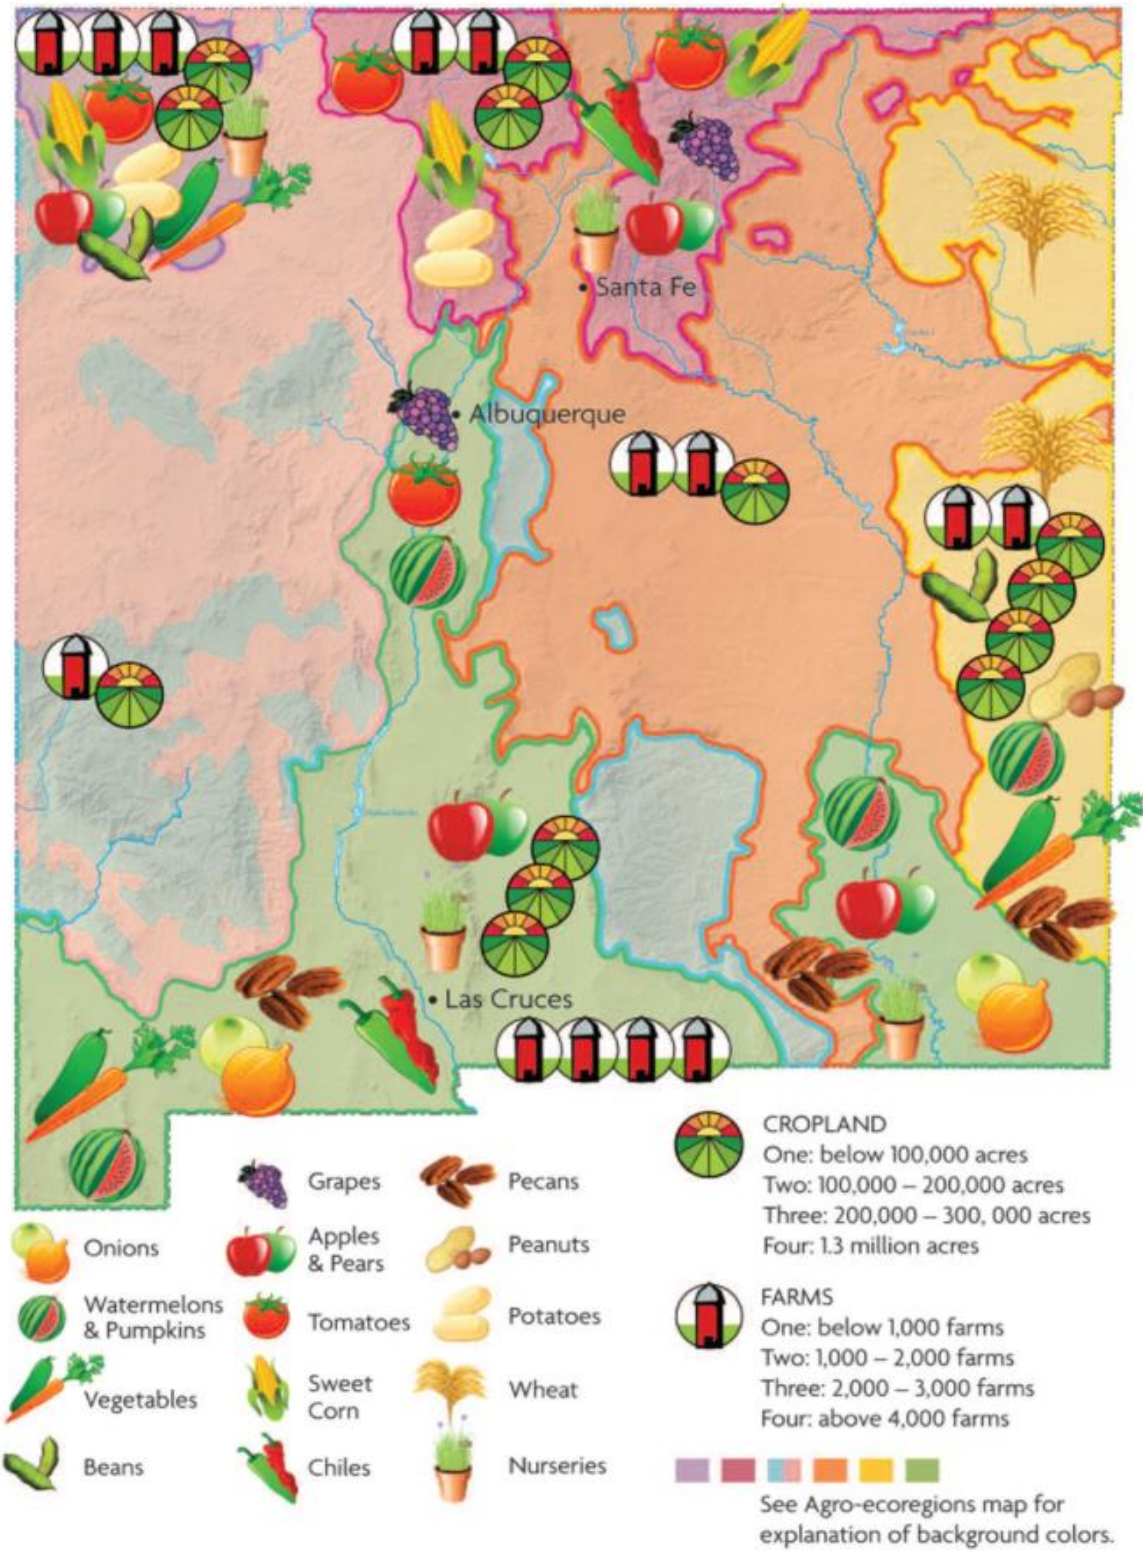 Santa Fe
Albuquerque
Las Cruces
Grapes
Pecans
Onions
Apples
& Pears
Peanuts
Watermelons
& Pumpkins
Tomatoes
Potatoes
Vegetables
Sweet
Corn
Wheat
Beans
Chiles
Nurseries
CROPLAND
One: below 100,000 acres
Two: 100,000 – 200,000 acres
Three: 200,000 – 300, 000 acres
Four: 1.3 million acres
FARMS
One: below 1,000 farms
Two: 1,000 – 2,000 farms
Three: 2,000 – 3,000 farms
Four: above 4,000 farms
See Agro-ecoregions map for
explanation of background colors.